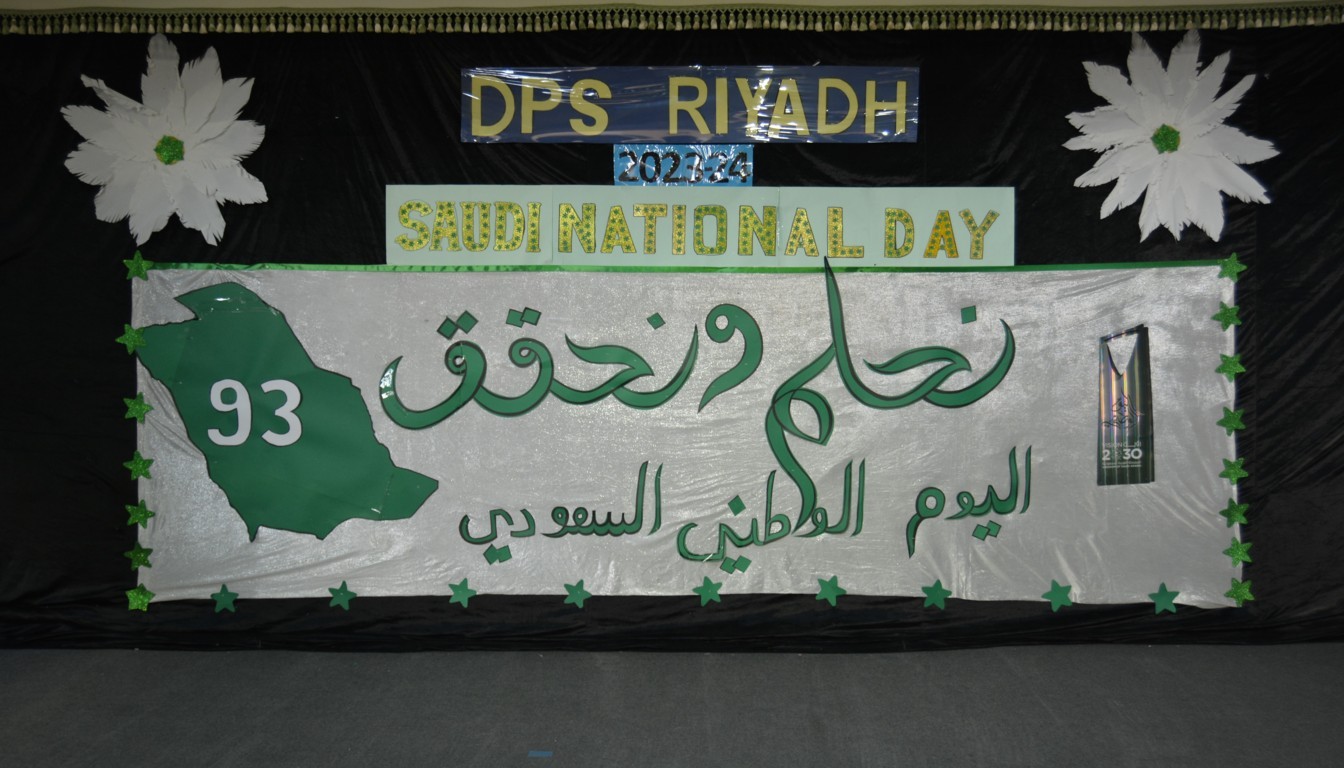 DPS RIYADH
2023-24
SAUDI NATIONAL DAY
93
نحلم ونحقق
اليوم الوطني السعودي
2030